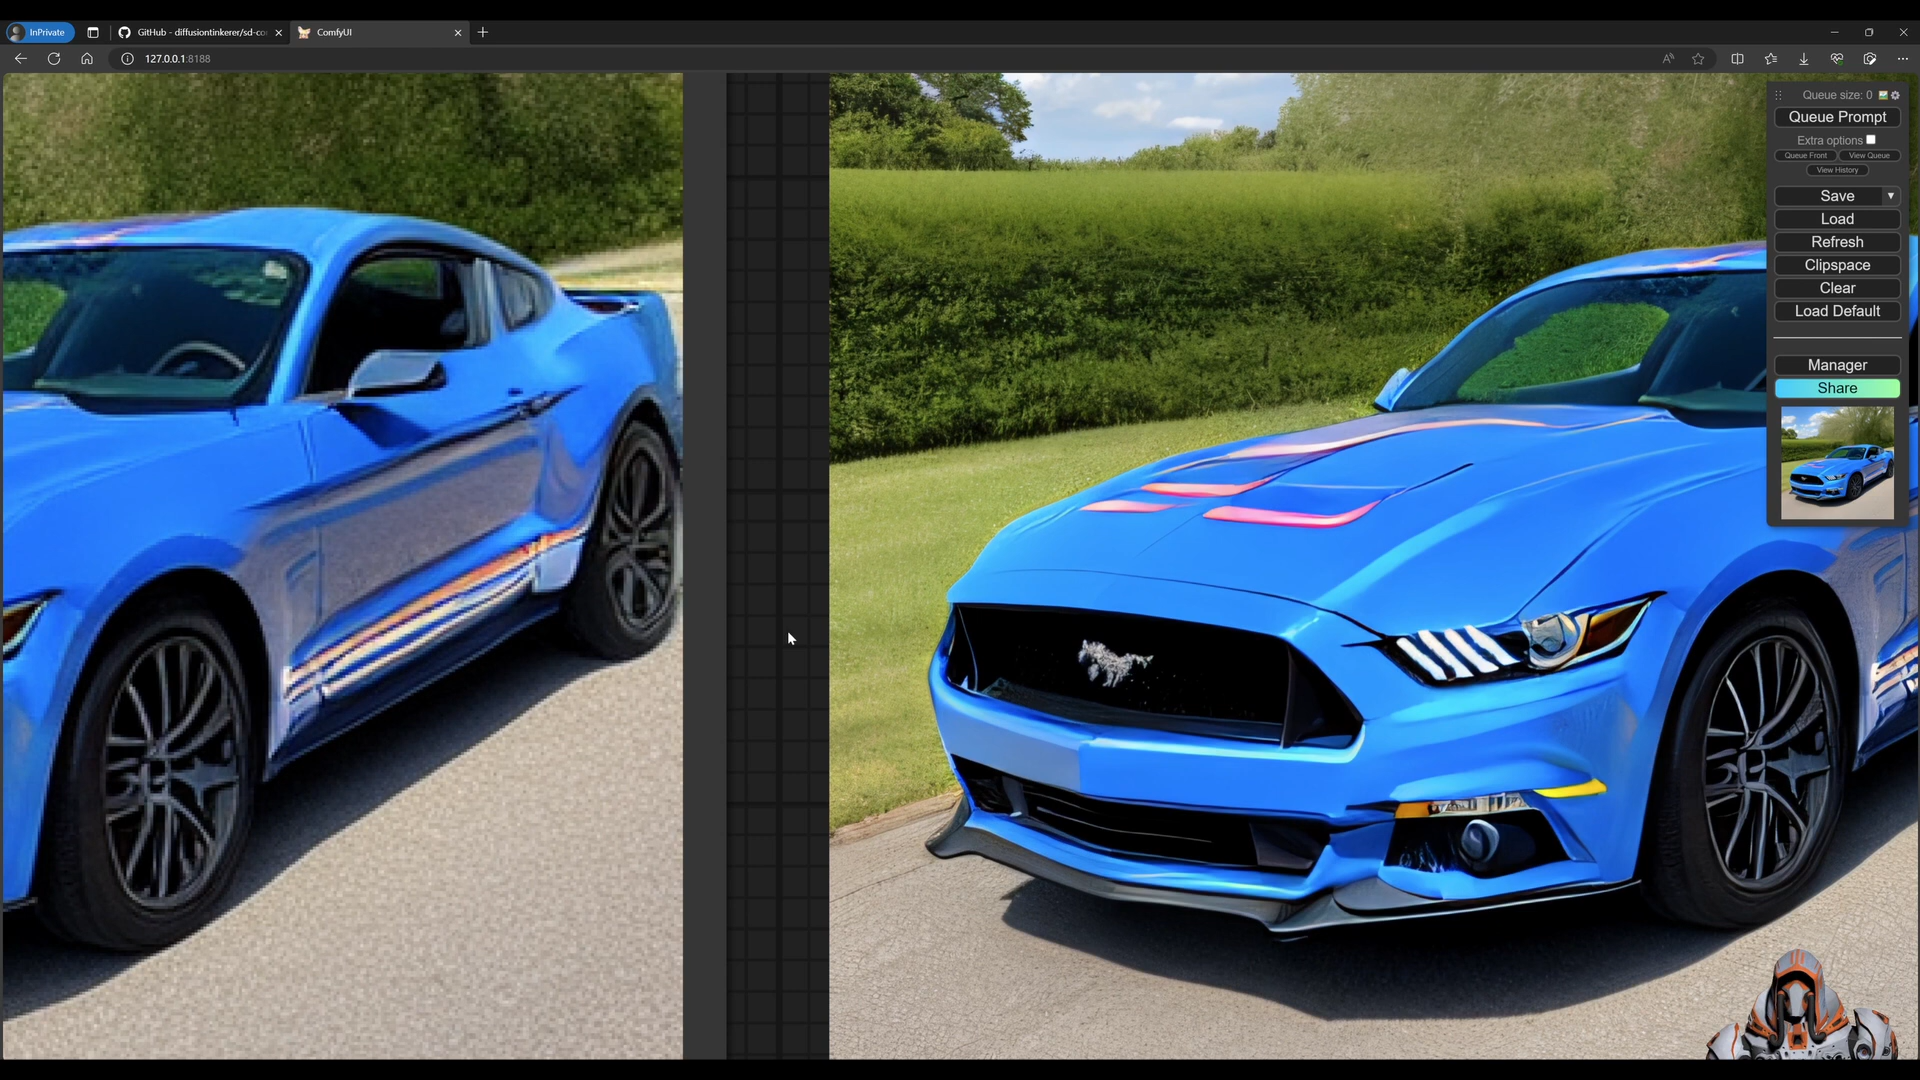 InPrivate
GitHub - diffusiontinkerer/sd-co
ComfyUI
127.0.0.1:8188
Queue size: 0
Queue Prompt
Extra options
Queue Front
View Queue
View History
Save
Load
Refresh
Clipspace
Clear
Load Default
Manager
Share